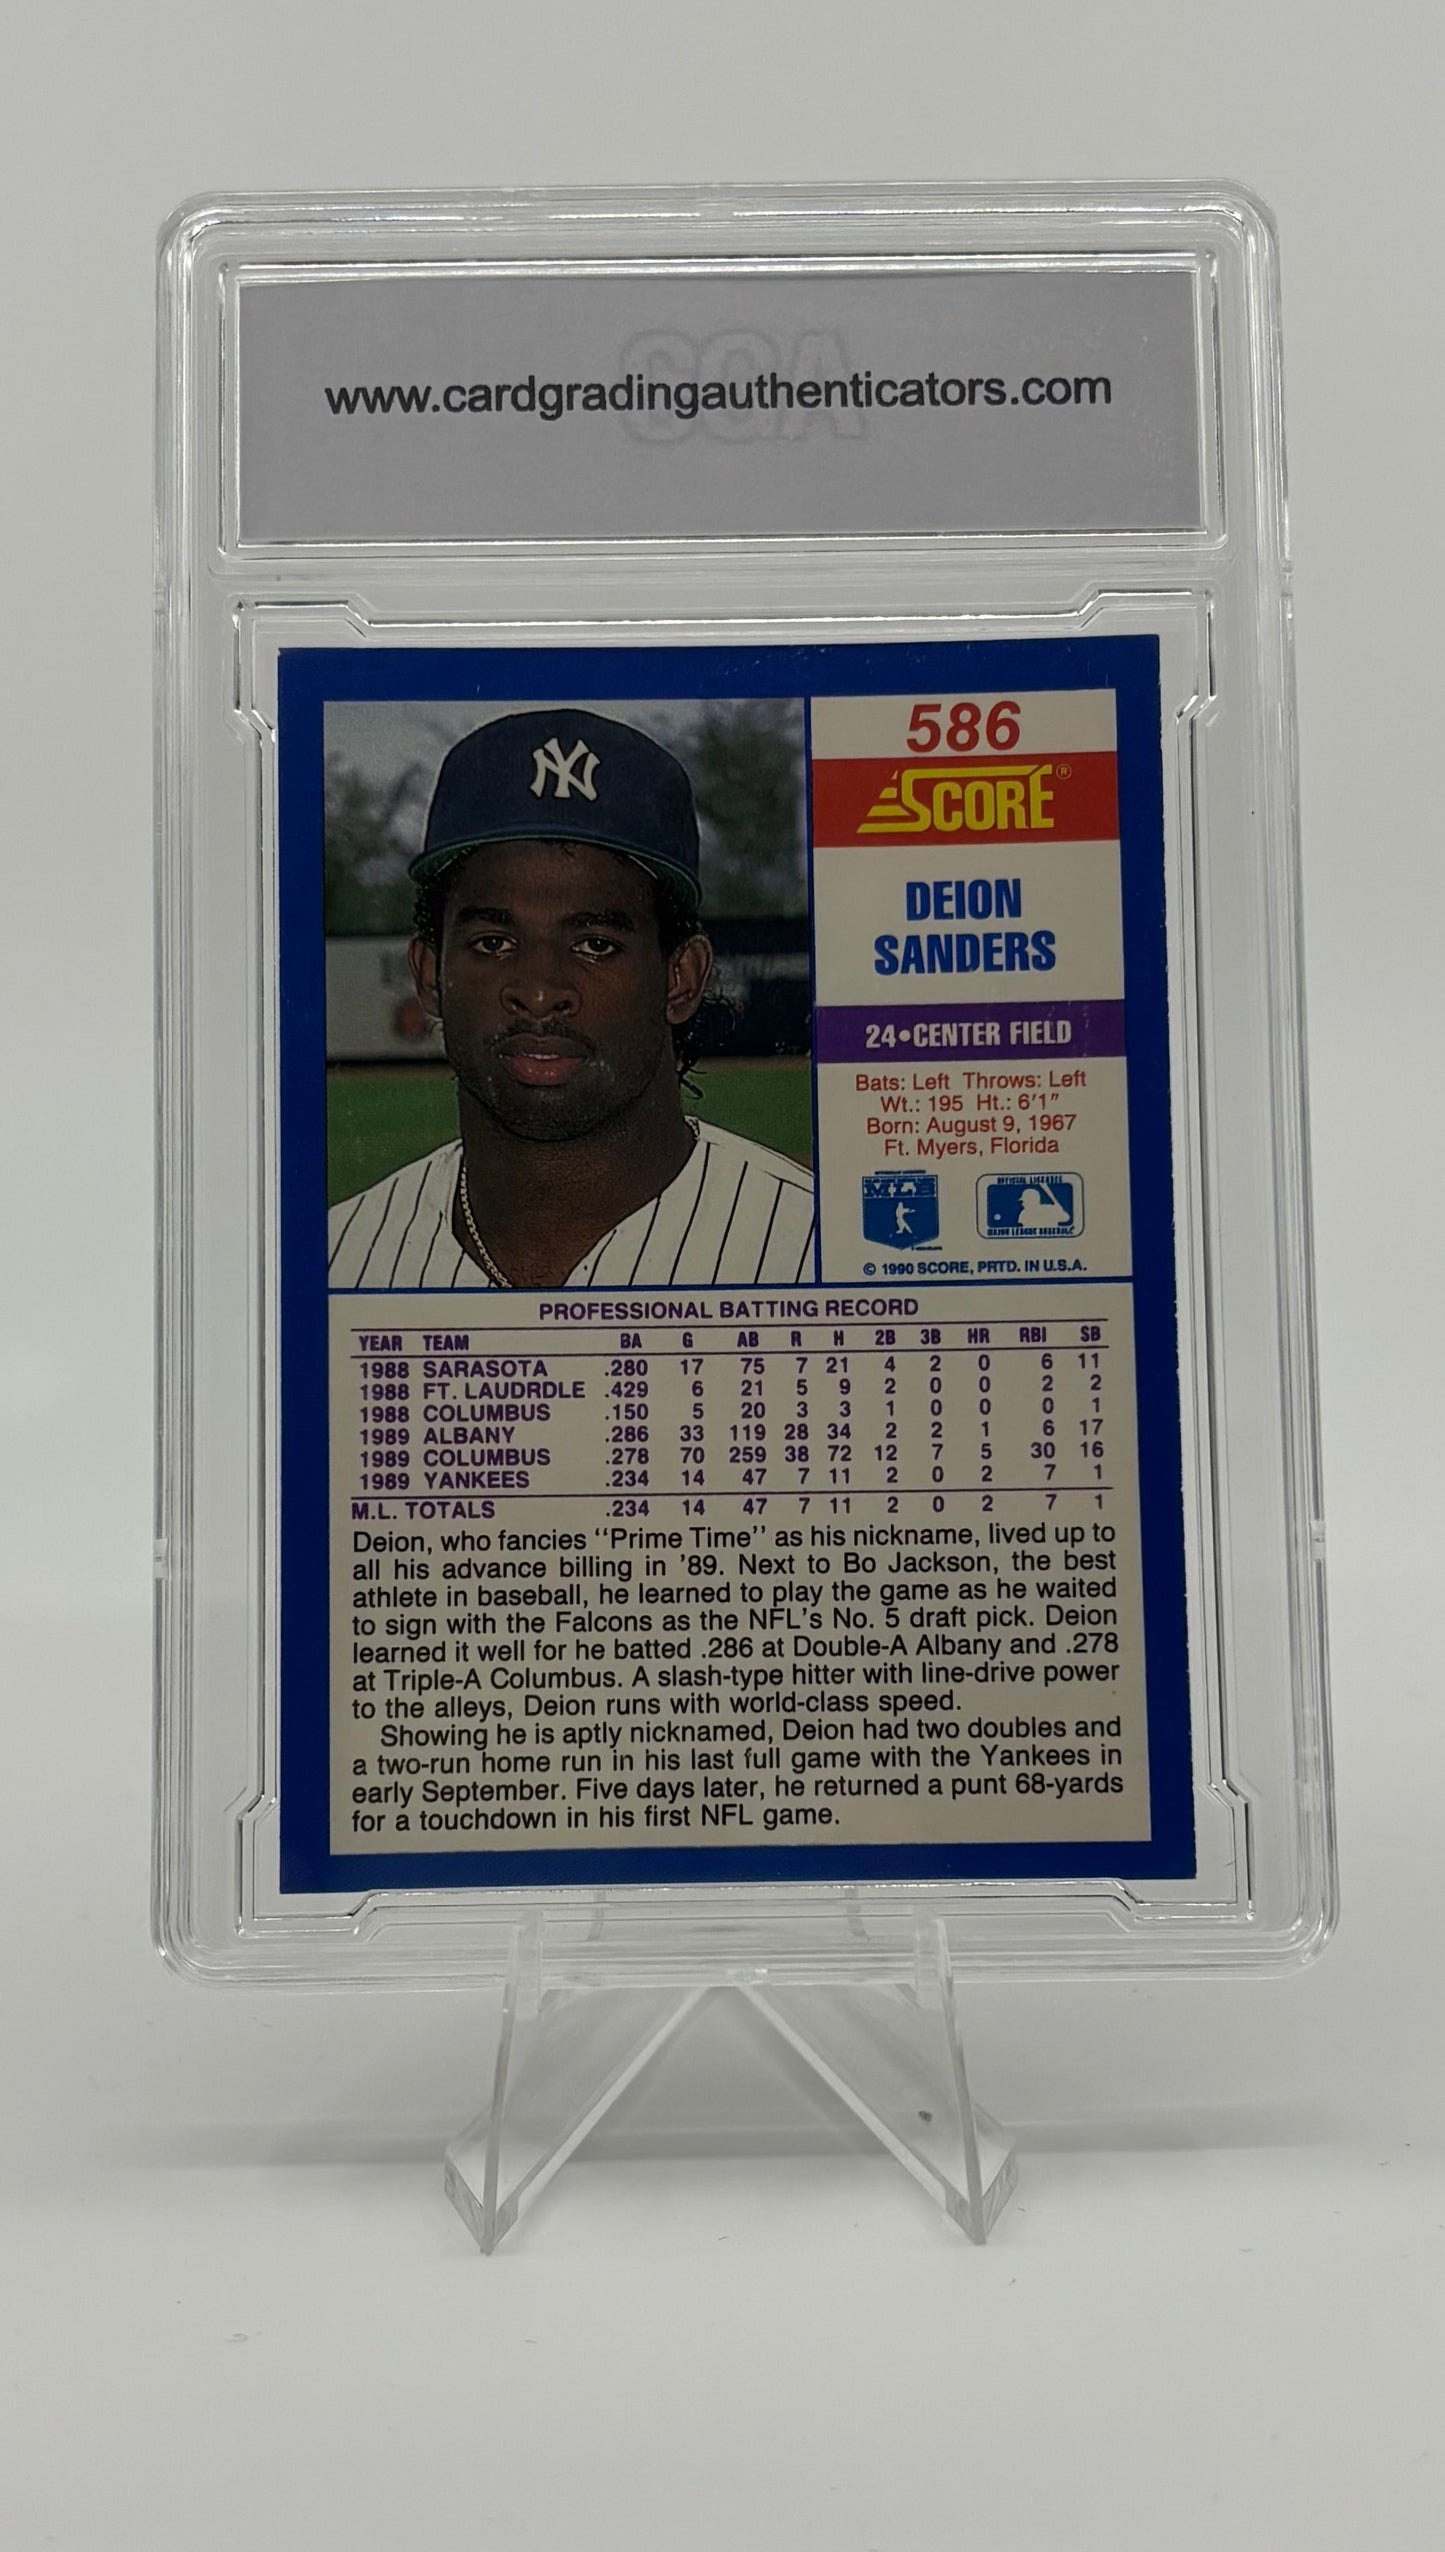 www.cardgradingauthenticators.com
CGA
NY
586
SCORE®
DEION
SANDERS
24•CENTER FIELD
Bats: Left Throws: Left
Wt.: 195 Ht.: 6'1"
Born: August 9, 1967
Ft. Myers, Florida
MLB
MAJOR LEAGUE BASEBALL
© 1990 SCORE, PRTD. IN U.S.A.
PROFESSIONAL BATTING RECORD
YEAR TEAM BA G AB R H 2B 3B HR RBI SB
1988 SARASOTA .280 17 75 7 21 4 2 0 6 11
1988 FT. LAUDRDLE .429 6 21 5 9 2 0 0 2 2
1988 COLUMBUS .150 5 20 3 3 1 0 0 0 1
1989 ALBANY .286 33 119 28 34 2 2 1 6 17
1989 COLUMBUS .278 70 259 38 72 12 7 5 30 16
1989 YANKEES .234 14 47 7 11 2 0 2 7 1
M.L. TOTALS .234 14 47 7 11 2 0 2 7 1
Deion, who fancies "Prime Time" as his nickname, lived up to
all his advance billing in '89. Next to Bo Jackson, the best
athlete in baseball, he learned to play the game as he waited
to sign with the Falcons as the NFL's No. 5 draft pick. Deion
learned it well for he batted .286 at Double-A Albany and .278
at Triple-A Columbus. A slash-type hitter with line-drive power
to the alleys, Deion runs with world-class speed.
Showing he is aptly nicknamed, Deion had two doubles and
a two-run home run in his last full game with the Yankees in
early September. Five days later, he returned a punt 68-yards
for a touchdown in his first NFL game.